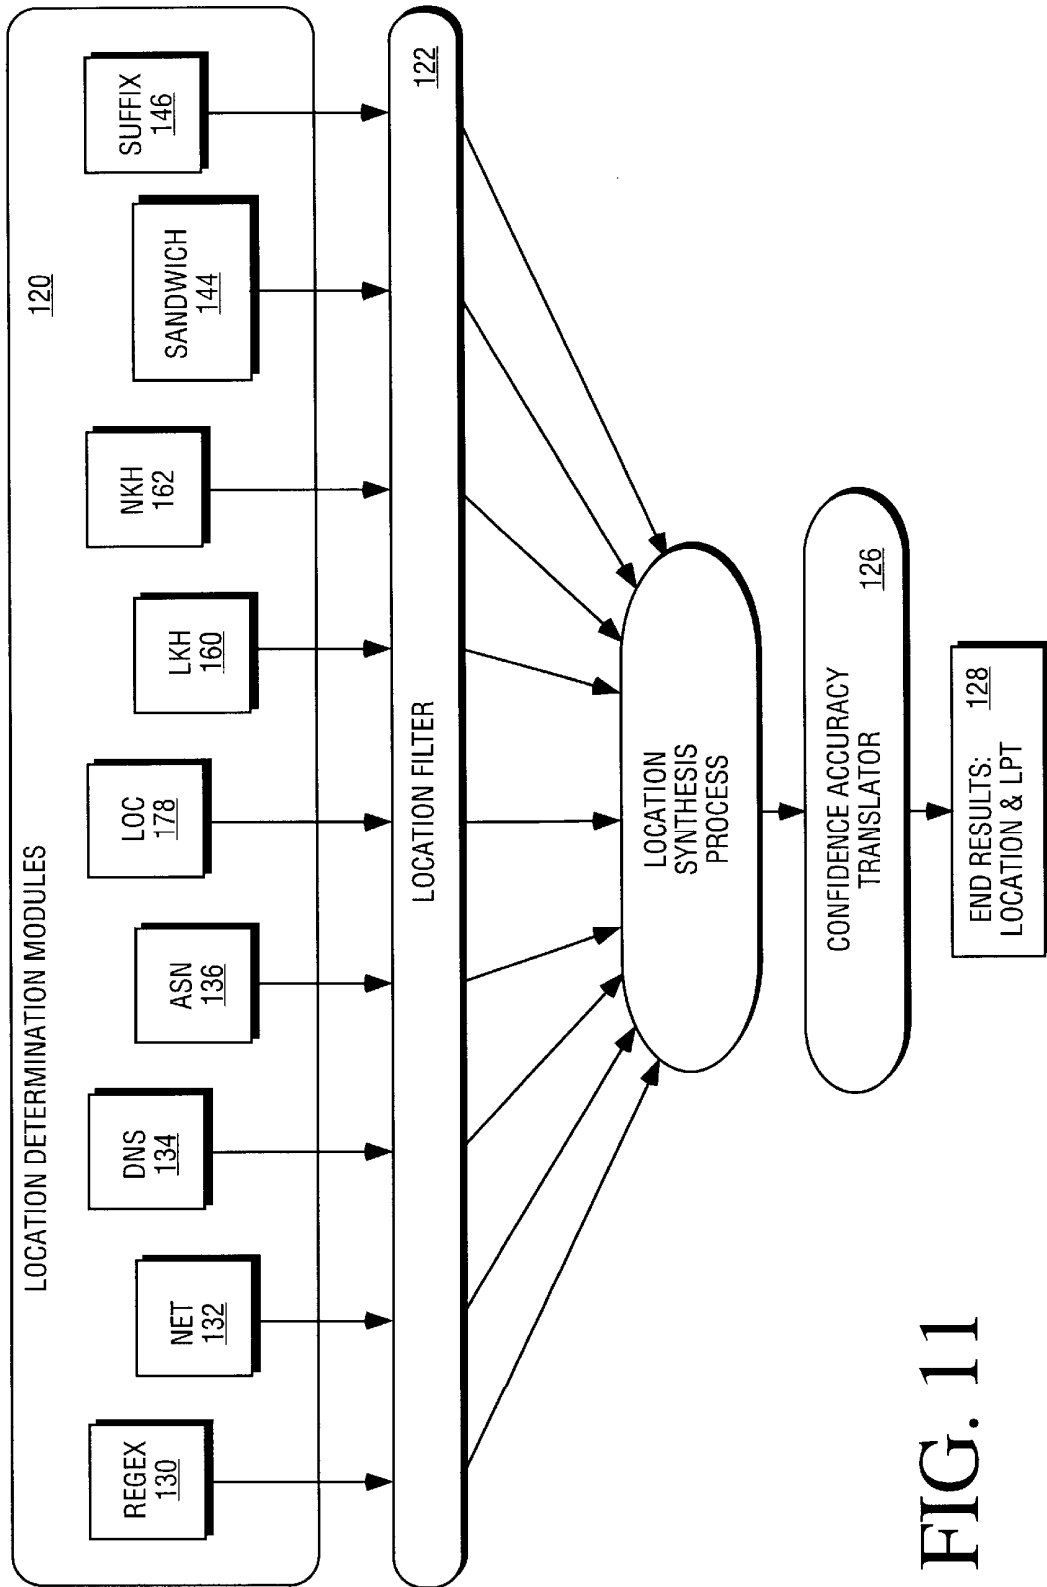 LOCATION DETERMINATION MODULES
120
REGEX
130
NET
132
DNS
134
ASN
136
LOC
178
LKH
160
NKH
162
SANDWICH
144
SUFFIX
146
LOCATION FILTER
122
LOCATION
SYNTHESIS
PROCESS
CONFIDENCE ACCURACY
TRANSLATOR
126
END RESULTS:
LOCATION & LPT
128
FIG. 11